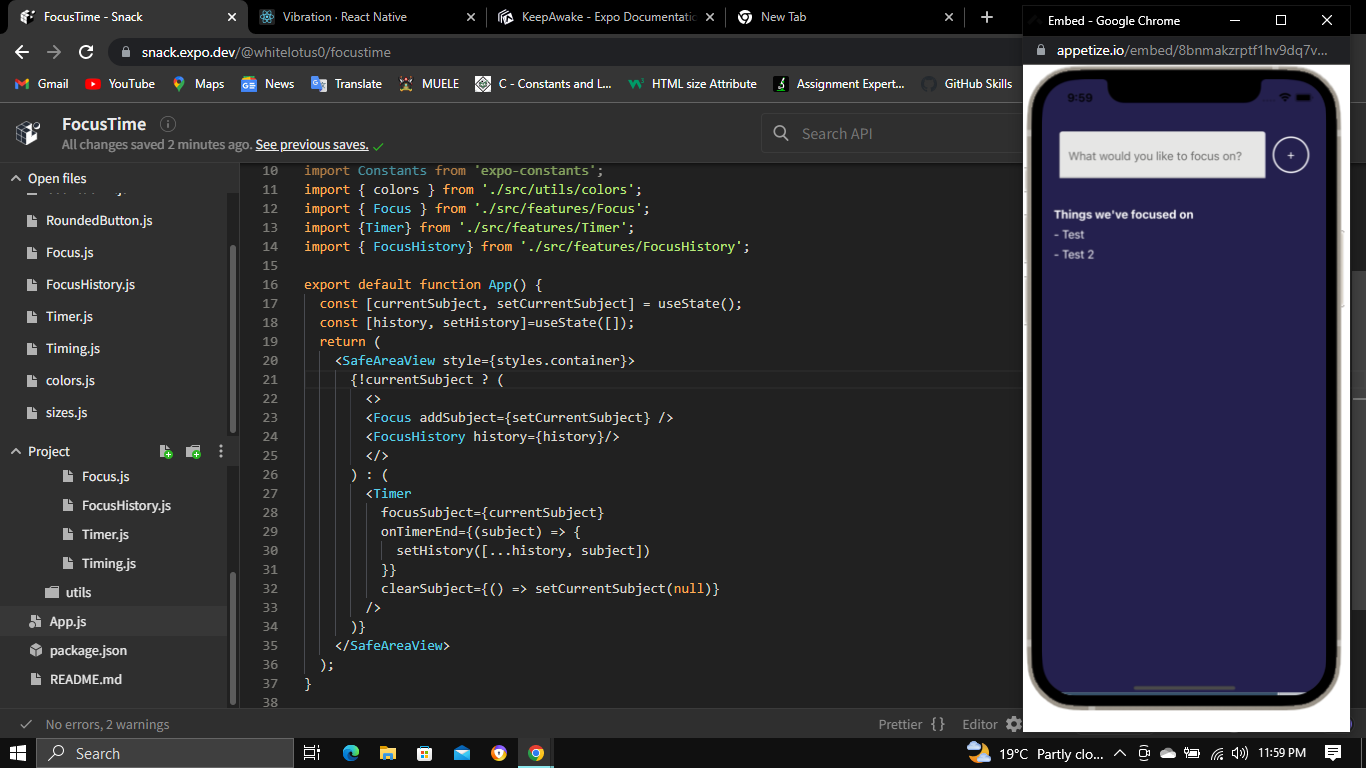 FocusTime - Snack
Vibration · React Native
KeepAwake - Expo Documentatio
New Tab
snack.expo.dev/@whitelotus0/focustime
Gmail
YouTube
Maps
News
Translate
MUELE
C - Constants and L...
HTML size Attribute
Assignment Expert...
GitHub Skills
FocusTime
All changes saved 2 minutes ago. See previous saves.
Search API
Open files
RoundedButton.js
Focus.js
FocusHistory.js
Timer.js
Timing.js
colors.js
sizes.js
Project
Focus.js
FocusHistory.js
Timer.js
Timing.js
utils
App.js
package.json
README.md
10 import Constants from 'expo-constants';
11 import { colors } from './src/utils/colors';
12 import { Focus } from './src/features/Focus';
13 import {Timer} from './src/features/Timer';
14 import { FocusHistory} from './src/features/FocusHistory';
15
16 export default function App() {
17 const [currentSubject, setCurrentSubject] = useState();
18 const [history, setHistory]=useState([]);
19 return (
20 <SafeAreaView style={styles.container}>
21 {!currentSubject ? (
22 <>
23 <Focus addSubject={setCurrentSubject} />
24 <FocusHistory history={history}/>
25 </>
26 ) : (
27 <Timer
28 focusSubject={currentSubject}
29 onTimerEnd={(subject) => {
30 setHistory([...history, subject])
31 }}
32 clearSubject={() => setCurrentSubject(null)}
33 />
34 )}
35 </SafeAreaView>
36 );
37 }
38
No errors, 2 warnings
Prettier {}
Editor
Embed - Google Chrome
appetize.io/embed/8bnmakzrptf1hv9dq7v...
9:59
What would you like to focus on?
+
Things we've focused on
- Test
- Test 2
Search
19°C Partly clo...
11:59 PM